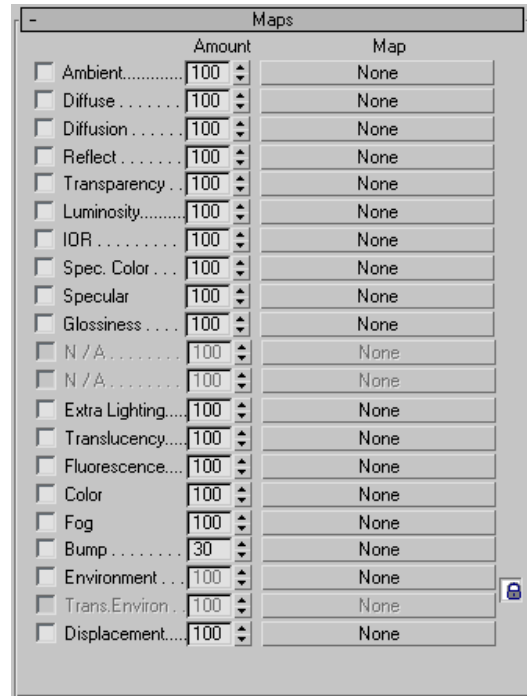 - Maps
Amount Map
Ambient............ 100 None
Diffuse . . . . . . . 100 None
Diffusion . . . . . . 100 None
Reflect . . . . . . . 100 None
Transparency . . 100 None
Luminosity.......... 100 None
IOR . . . . . . . . . 100 None
Spec. Color . . . 100 None
Specular 100 None
Glossiness . . . . 100 None
N / A . . . . . . . . 100 None
N / A . . . . . . . . 100 None
Extra Lighting..... 100 None
Translucency..... 100 None
Fluorescence.... 100 None
Color 100 None
Fog 100 None
Bump . . . . . . . . 30 None
Environment . . . 100 None
Trans.Environ . . 100 None
Displacement..... 100 None